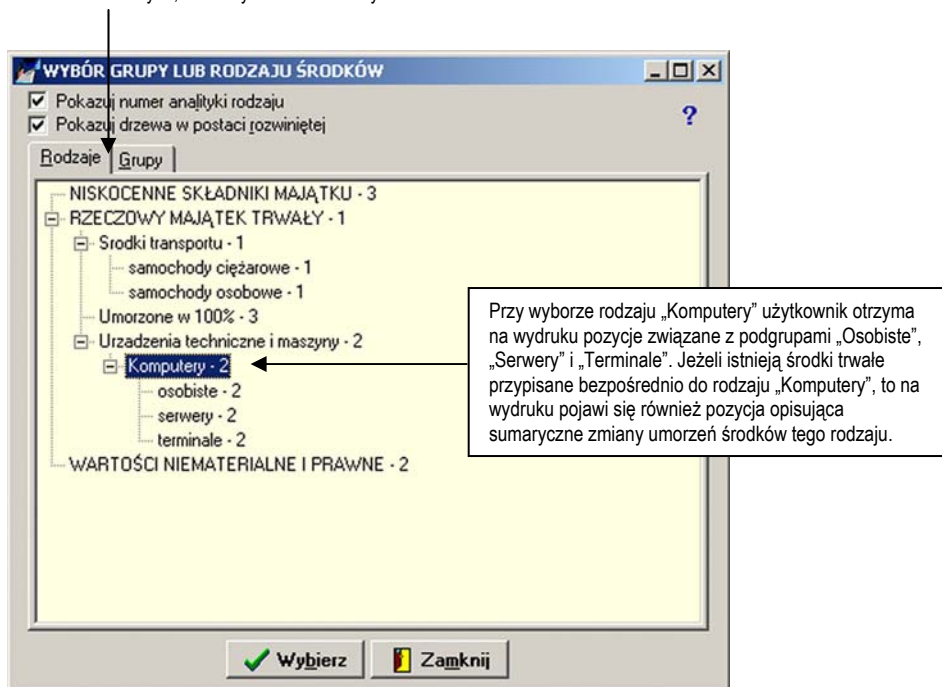 WYBÓR GRUPY LUB RODZAJU ŚRODKÓW
Pokazuj numer analityki rodzaju
Pokazuj drzewa w postaci rozwiniętej
?
Rodzaje Grupy
NISKOCENNE SKŁADNIKI MAJĄTKU - 3
RZECZOWY MAJĄTEK TRWAŁY - 1
Srodki transportu - 1
samochody ciężarowe - 1
samochody osobowe - 1
Umorzone w 100% - 3
Urzadzenia techniczne i maszyny - 2
Komputery - 2
osobiste - 2
serwery - 2
terminale - 2
WARTOŚCI NIEMATERIALNE I PRAWNE - 2
Przy wyborze rodzaju „Komputery” użytkownik otrzyma
na wydruku pozycje związane z podgrupami „Osobiste”,
„Serwery” i „Terminale”. Jeżeli istnieją środki trwałe
przypisane bezpośrednio do rodzaju „Komputery”, to na
wydruku pojawi się również pozycja opisująca
sumaryczne zmiany umorzeń środków tego rodzaju.
Wybierz Zamknij